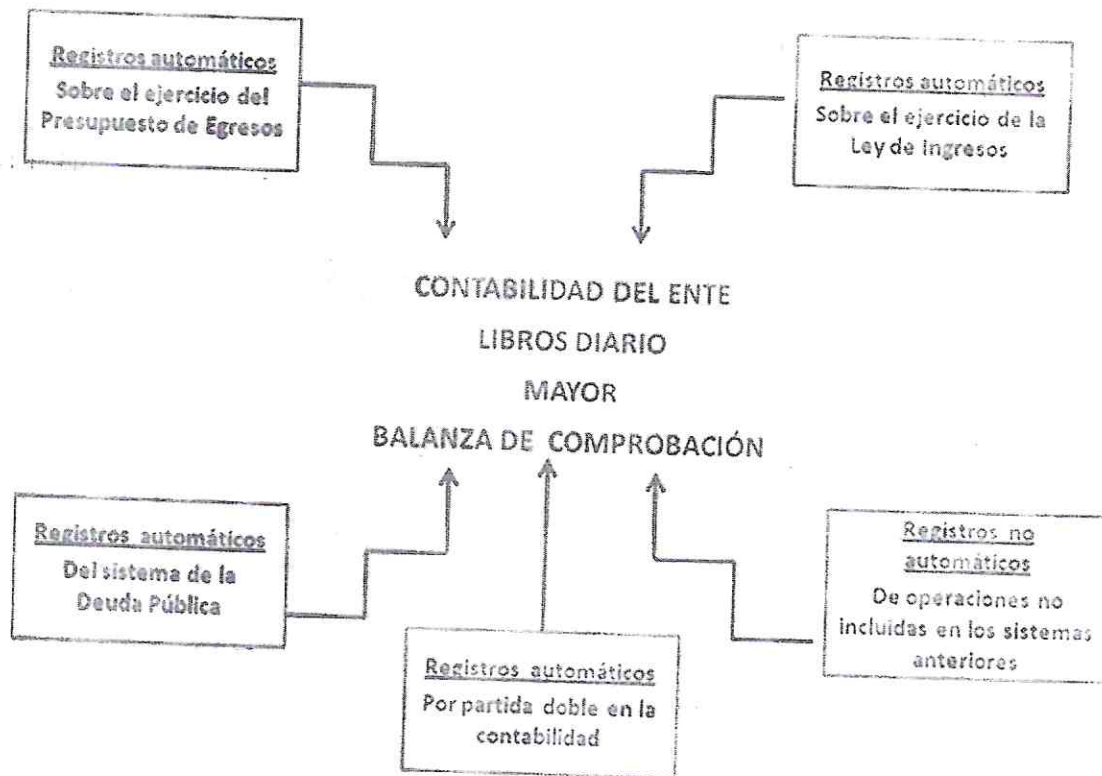 Registros automáticos
Sobre el ejercicio del
Presupuesto de Egresos
Registros automáticos
Sobre el ejercicio de la
Ley de Ingresos
CONTABILIDAD DEL ENTE
LIBROS DIARIO
MAYOR
BALANZA DE COMPROBACIÓN
Registros automáticos
Del sistema de la
Deuda Pública
Registros automáticos
Por partida doble en la
contabilidad
Registros no
automáticos
De operaciones no
incluidas en los sistemas
anteriores